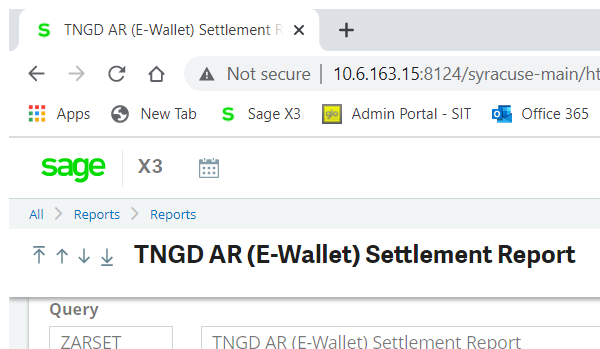 S TNGD AR (E-Wallet) Settlement R
Not secure | 10.6.163.15:8124/syracuse-main/ht
Apps New Tab S Sage X3 glo Admin Portal - SIT Office 365
sage X3
All Reports Reports
TNGD AR (E-Wallet) Settlement Report
Query
ZARSET TNGD AR (E-Wallet) Settlement Report